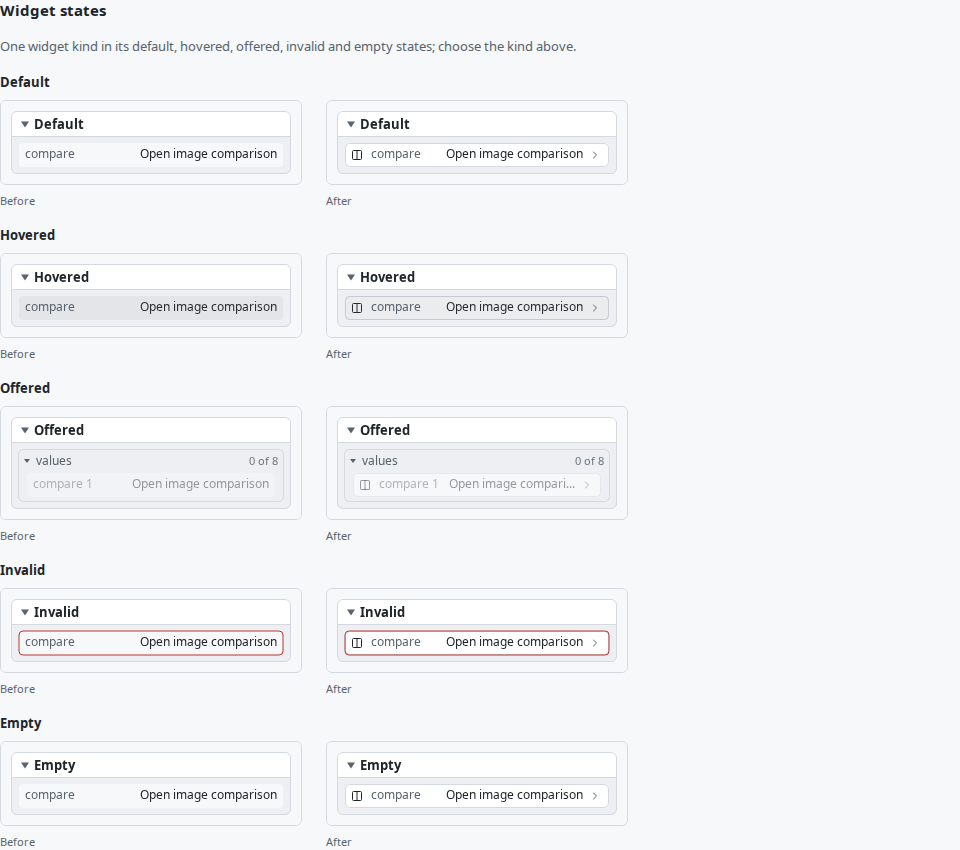 Widget states
One widget kind in its default, hovered, offered, invalid and empty states; choose the kind above.
Default
Default
compare Open image comparison
Default
compare Open image comparison
Before
After
Hovered
Hovered
compare Open image comparison
Hovered
compare Open image comparison
Before
After
Offered
Offered
values 0 of 8
compare 1 Open image comparison
Offered
values 0 of 8
compare 1 Open image compari...
Before
After
Invalid
Invalid
compare Open image comparison
Invalid
compare Open image comparison
Before
After
Empty
Empty
compare Open image comparison
Empty
compare Open image comparison
Before
After